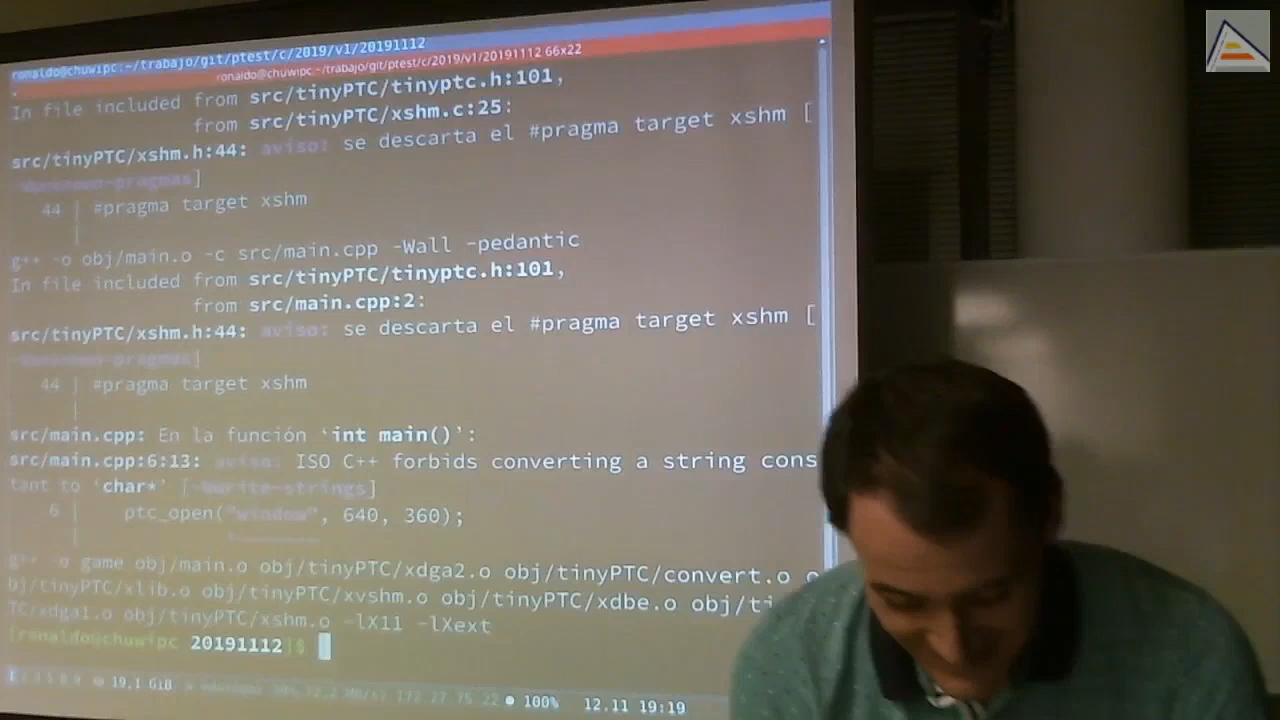 ronaldo@chuwipc:~/trabajo/git/ptest/c/2019/v1/20191112
ronaldo@chuwipc:~/trabajo/git/ptest/c/2019/v1/20191112 66x22
In file included from src/tinyPTC/tinyptc.h:101,
from src/tinyPTC/xshm.c:25:
src/tinyPTC/xshm.h:44: aviso: se descarta el #pragma target xshm [
-Wunknown-pragmas]
44 | #pragma target xshm
|
g++ -o obj/main.o -c src/main.cpp -Wall -pedantic
In file included from src/tinyPTC/tinyptc.h:101,
from src/main.cpp:2:
src/tinyPTC/xshm.h:44: aviso: se descarta el #pragma target xshm [
-Wunknown-pragmas]
44 | #pragma target xshm
|
src/main.cpp: En la función ‘int main()’:
src/main.cpp:6:13: aviso: ISO C++ forbids converting a string cons
tant to ‘char*’ [-Wwrite-strings]
6 | ptc_open("window", 640, 360);
|
g++ -o game obj/main.o obj/tinyPTC/xdga2.o obj/tinyPTC/convert.o o
bj/tinyPTC/xlib.o obj/tinyPTC/xvshm.o obj/tinyPTC/xdbe.o obj/ti
TC/xdga1.o obj/tinyPTC/xshm.o -lX11 -lXext
[ronaldo@chuwipc 20191112]$
19,1 GiB 100% 12.11 19:19